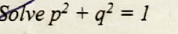 Solve p² + q² = 1